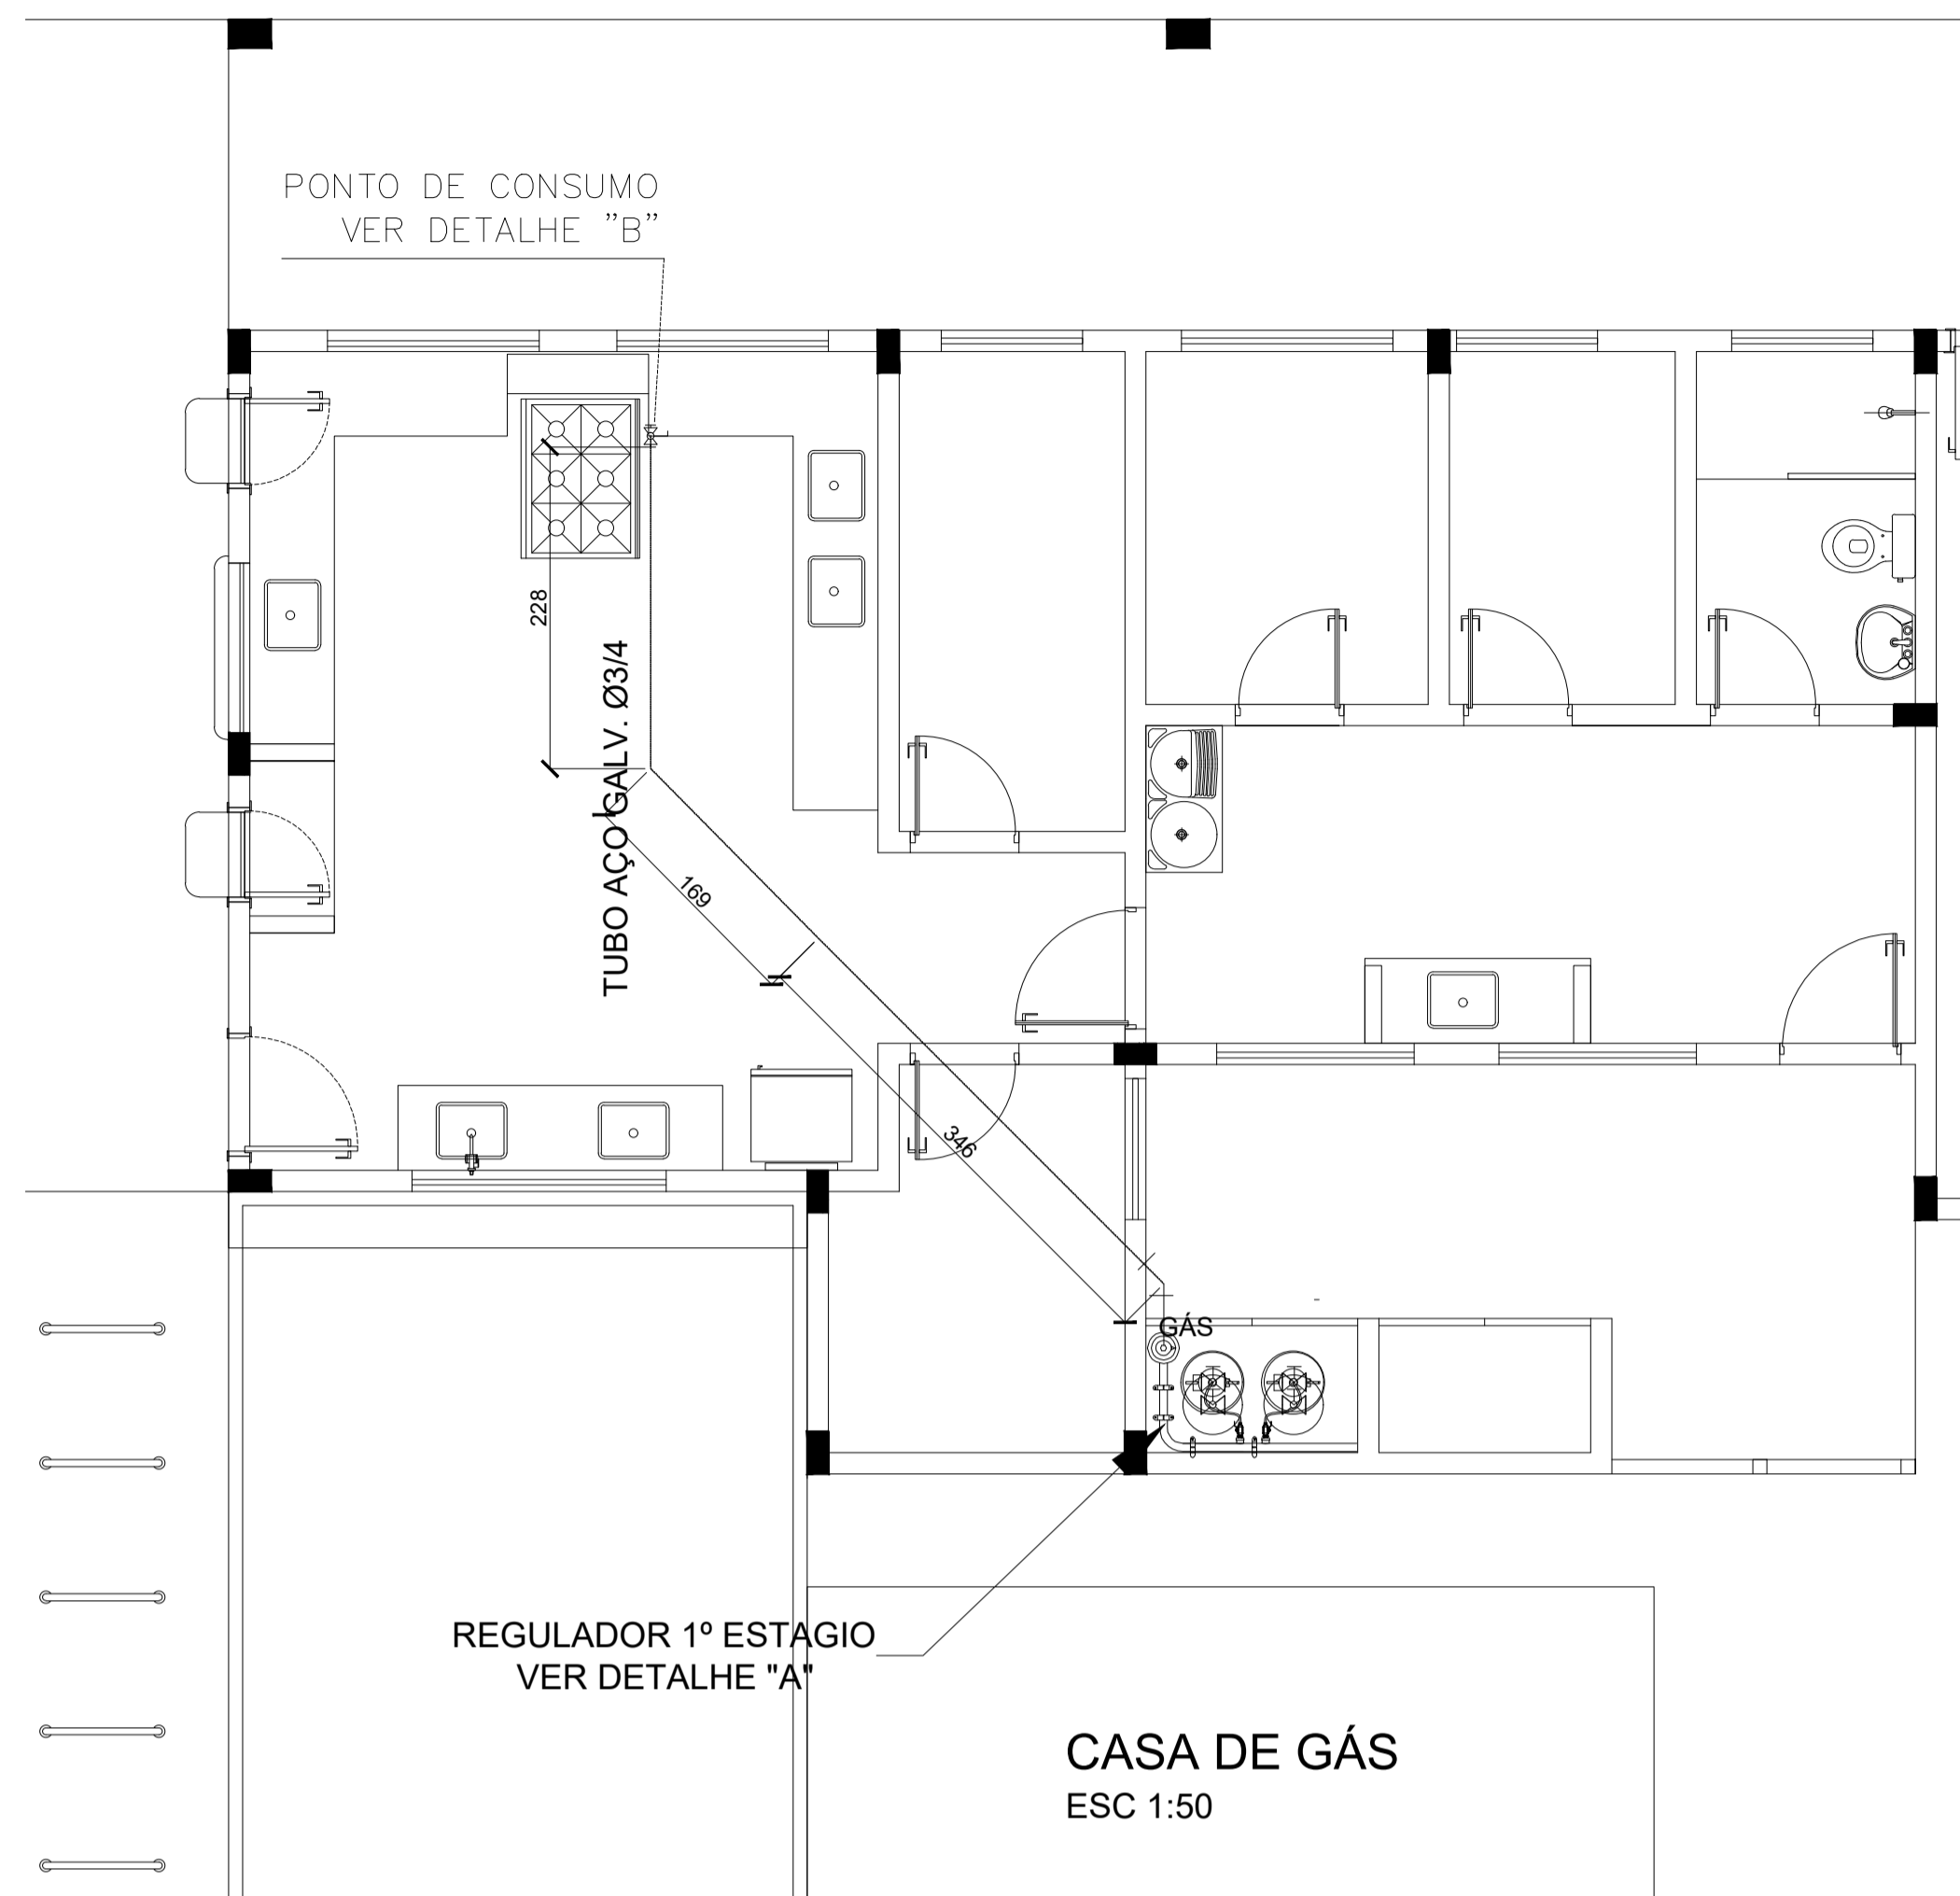 PONTO DE CONSUMO
VER DETALHE "B"
228
TUBO AÇO GALV. Ø3/4
169
346
GÁS
REGULADOR 1º ESTAGIO
VER DETALHE "A"
CASA DE GÁS
ESC 1:50